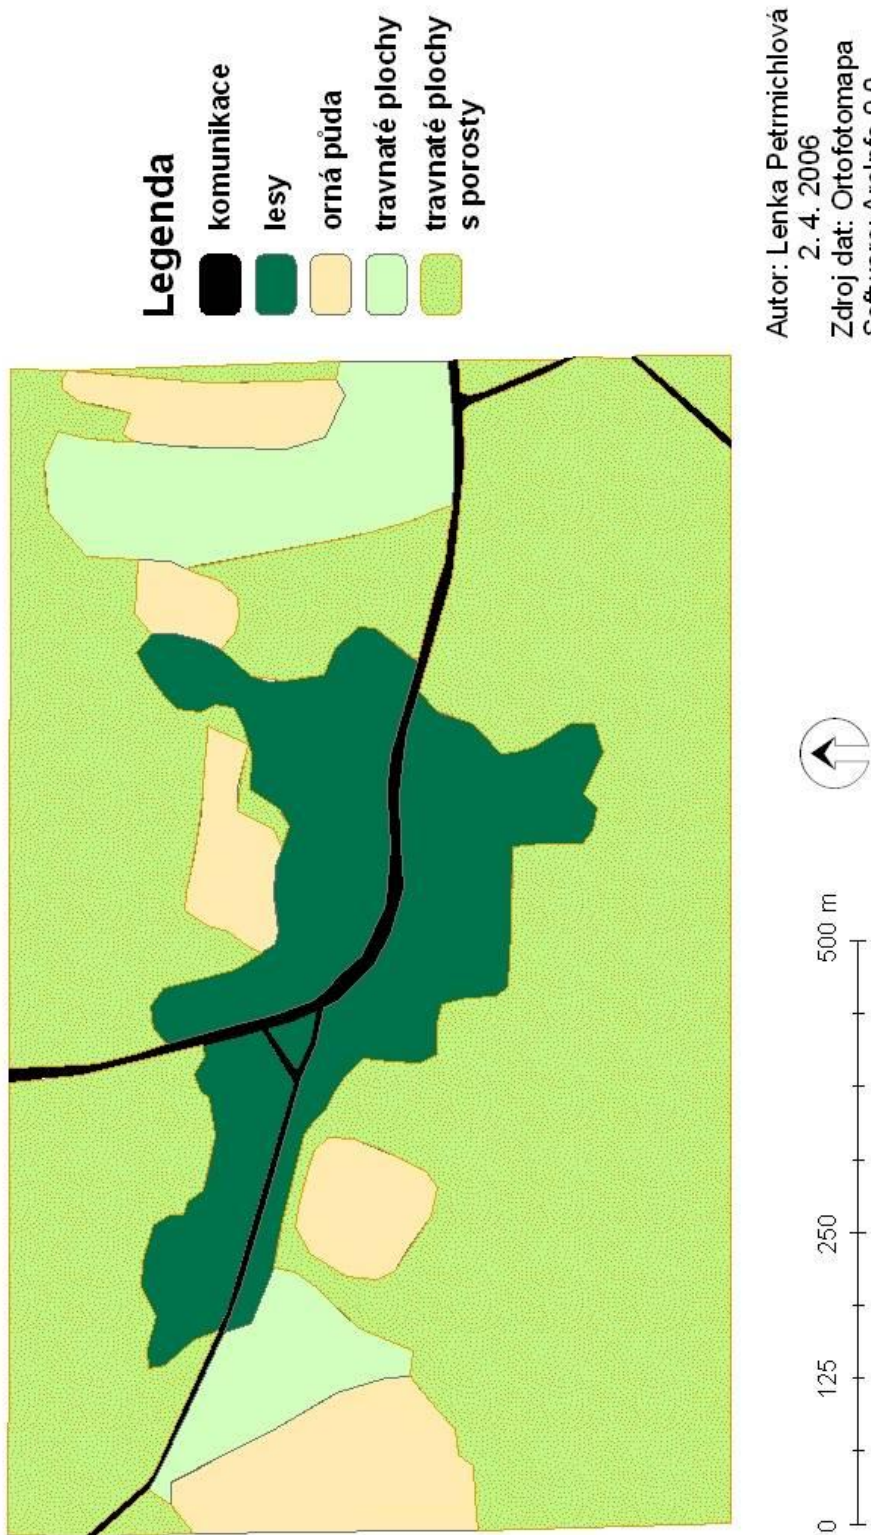 Legenda
komunikace
lesy
orná půda
travnaté plochy
travnaté plochy
s porosty
Autor: Lenka Petrmichlová
2. 4. 2006
Zdroj dat: Ortofotomapa
0
125
250
500 m